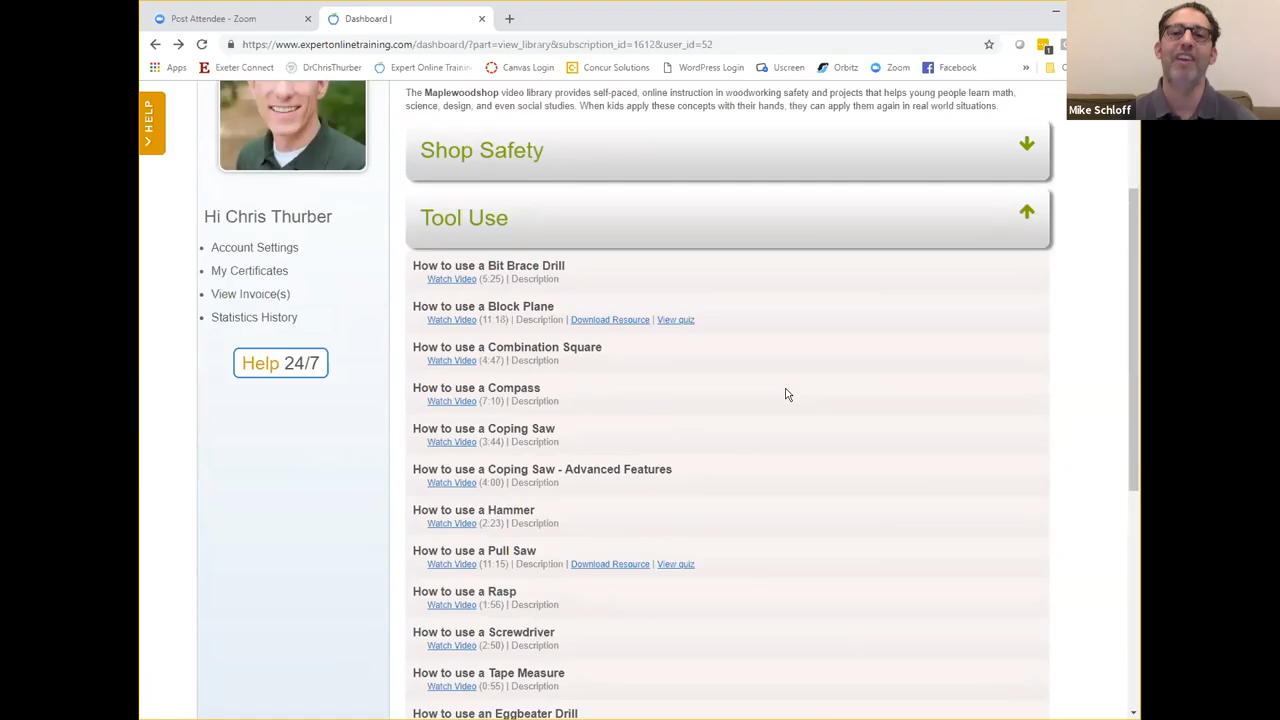 Post Attendee - Zoom
Dashboard |
https://www.expertonlinetraining.com/dashboard/?part=view_library&subscription_id=1612&user_id=52
Apps Exeter Connect DrChrisThurber Expert Online Trainin Canvas Login Concur Solutions WordPress Login Uscreen Orbitz Zoom Facebook »
Mike Schloff
HELP
The Maplewoodshop video library provides self-paced, online instruction in woodworking safety and projects that helps young people learn math,
science, design, and even social studies. When kids apply these concepts with their hands, they can apply them again in real world situations.
Shop Safety
Tool Use
Hi Chris Thurber
Account Settings
My Certificates
View Invoice(s)
Statistics History
Help 24/7
How to use a Bit Brace Drill
Watch Video (5:25) | Description
How to use a Block Plane
Watch Video (11:18) | Description | Download Resource | View quiz
How to use a Combination Square
Watch Video (4:47) | Description
How to use a Compass
Watch Video (7:10) | Description
How to use a Coping Saw
Watch Video (3:44) | Description
How to use a Coping Saw - Advanced Features
Watch Video (4:00) | Description
How to use a Hammer
Watch Video (2:23) | Description
How to use a Pull Saw
Watch Video (11:15) | Description | Download Resource | View quiz
How to use a Rasp
Watch Video (1:56) | Description
How to use a Screwdriver
Watch Video (2:50) | Description
How to use a Tape Measure
Watch Video (0:55) | Description
How to use an Eggbeater Drill